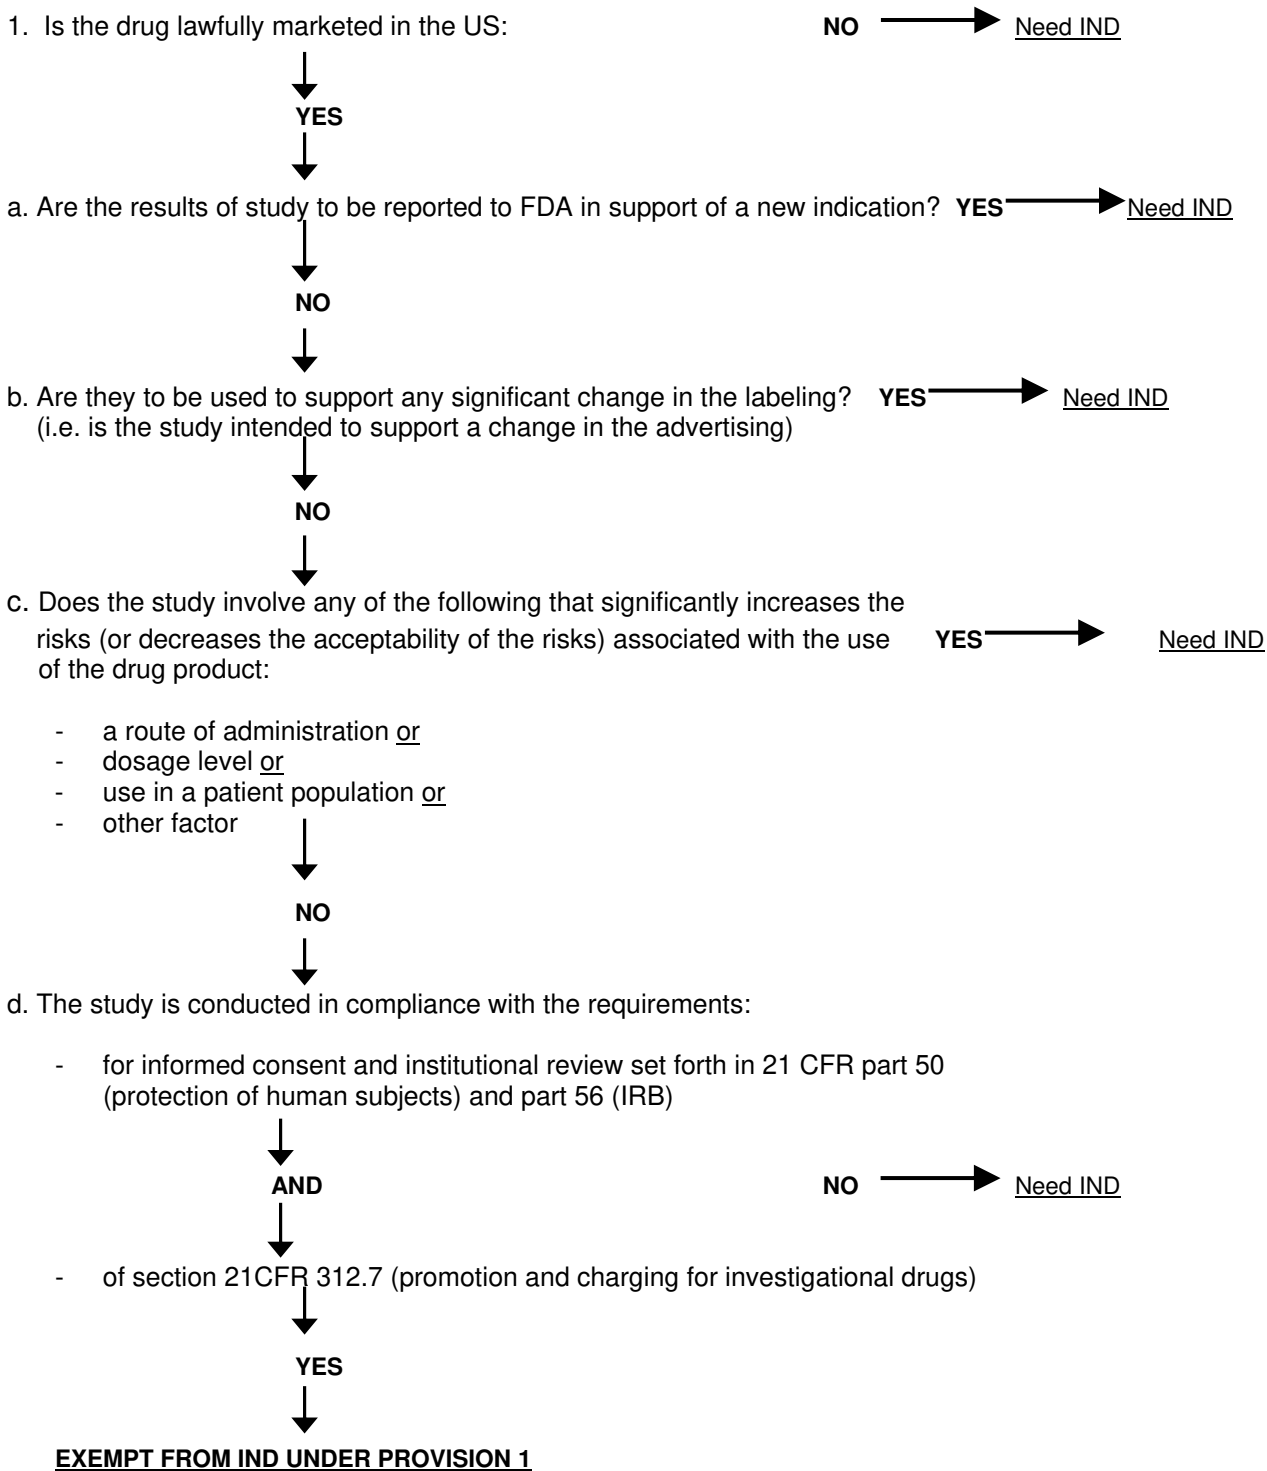 1. Is the drug lawfully marketed in the US: NO Need IND
YES
a. Are the results of study to be reported to FDA in support of a new indication? YES Need IND
NO
b. Are they to be used to support any significant change in the labeling? YES Need IND
(i.e. is the study intended to support a change in the advertising)
NO
c. Does the study involve any of the following that significantly increases the
risks (or decreases the acceptability of the risks) associated with the use YES Need IND
of the drug product:
- a route of administration or
- dosage level or
- use in a patient population or
- other factor
NO
d. The study is conducted in compliance with the requirements:
- for informed consent and institutional review set forth in 21 CFR part 50
(protection of human subjects) and part 56 (IRB)
AND NO Need IND
- of section 21CFR 312.7 (promotion and charging for investigational drugs)
YES
EXEMPT FROM IND UNDER PROVISION 1